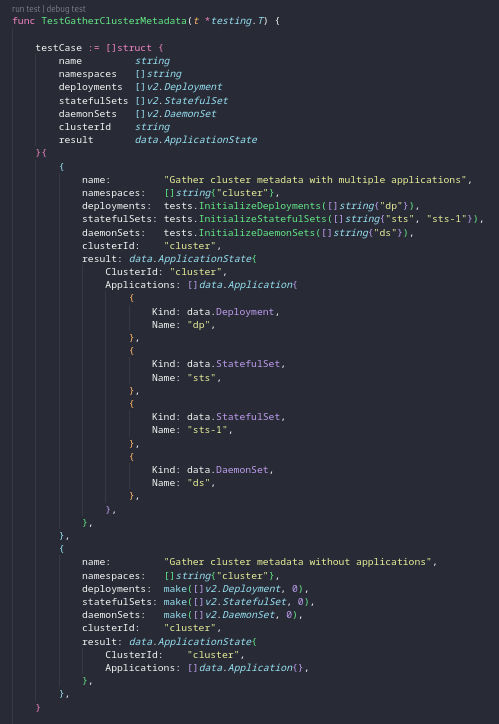 run test | debug test
func TestGatherClusterMetadata(t *testing.T) {
testCase := []struct {
name string
namespaces []string
deployments []v2.Deployment
statefulSets []v2.StatefulSet
daemonSets []v2.DaemonSet
clusterId string
result data.ApplicationState
}{
{
name: "Gather cluster metadata with multiple applications",
namespaces: []string{"cluster"},
deployments: tests.InitializeDeployments([]string{"dp"}),
statefulSets: tests.InitializeStatefulSets([]string{"sts", "sts-1"}),
daemonSets: tests.InitializeDaemonSets([]string{"ds"}),
clusterId: "cluster",
result: data.ApplicationState{
ClusterId: "cluster",
Applications: []data.Application{
{
Kind: data.Deployment,
Name: "dp",
},
{
Kind: data.StatefulSet,
Name: "sts",
},
{
Kind: data.StatefulSet,
Name: "sts-1",
},
{
Kind: data.DaemonSet,
Name: "ds",
},
},
},
},
{
name: "Gather cluster metadata without applications",
namespaces: []string{"cluster"},
deployments: make([]v2.Deployment, 0),
statefulSets: make([]v2.StatefulSet, 0),
daemonSets: make([]v2.DaemonSet, 0),
clusterId: "cluster",
result: data.ApplicationState{
ClusterId: "cluster",
Applications: []data.Application{},
},
},
}